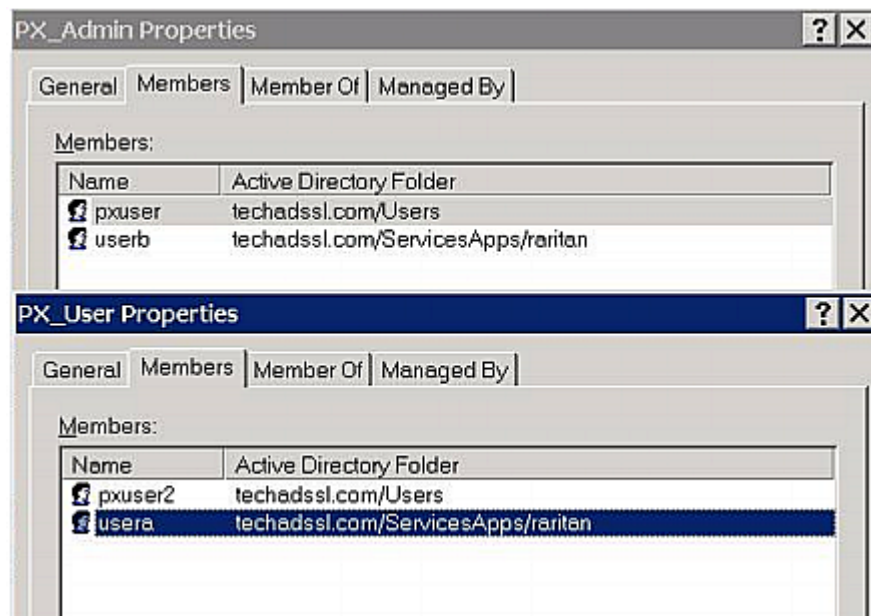 PX_Admin Properties
General Members Member Of Managed By
Members:
Name Active Directory Folder
pxuser techadssl.com/Users
userb techadssl.com/ServicesApps/raritan
PX_User Properties
General Members Member Of Managed By
Members:
Name Active Directory Folder
pxuser2 techadssl.com/Users
usera techadssl.com/ServicesApps/raritan